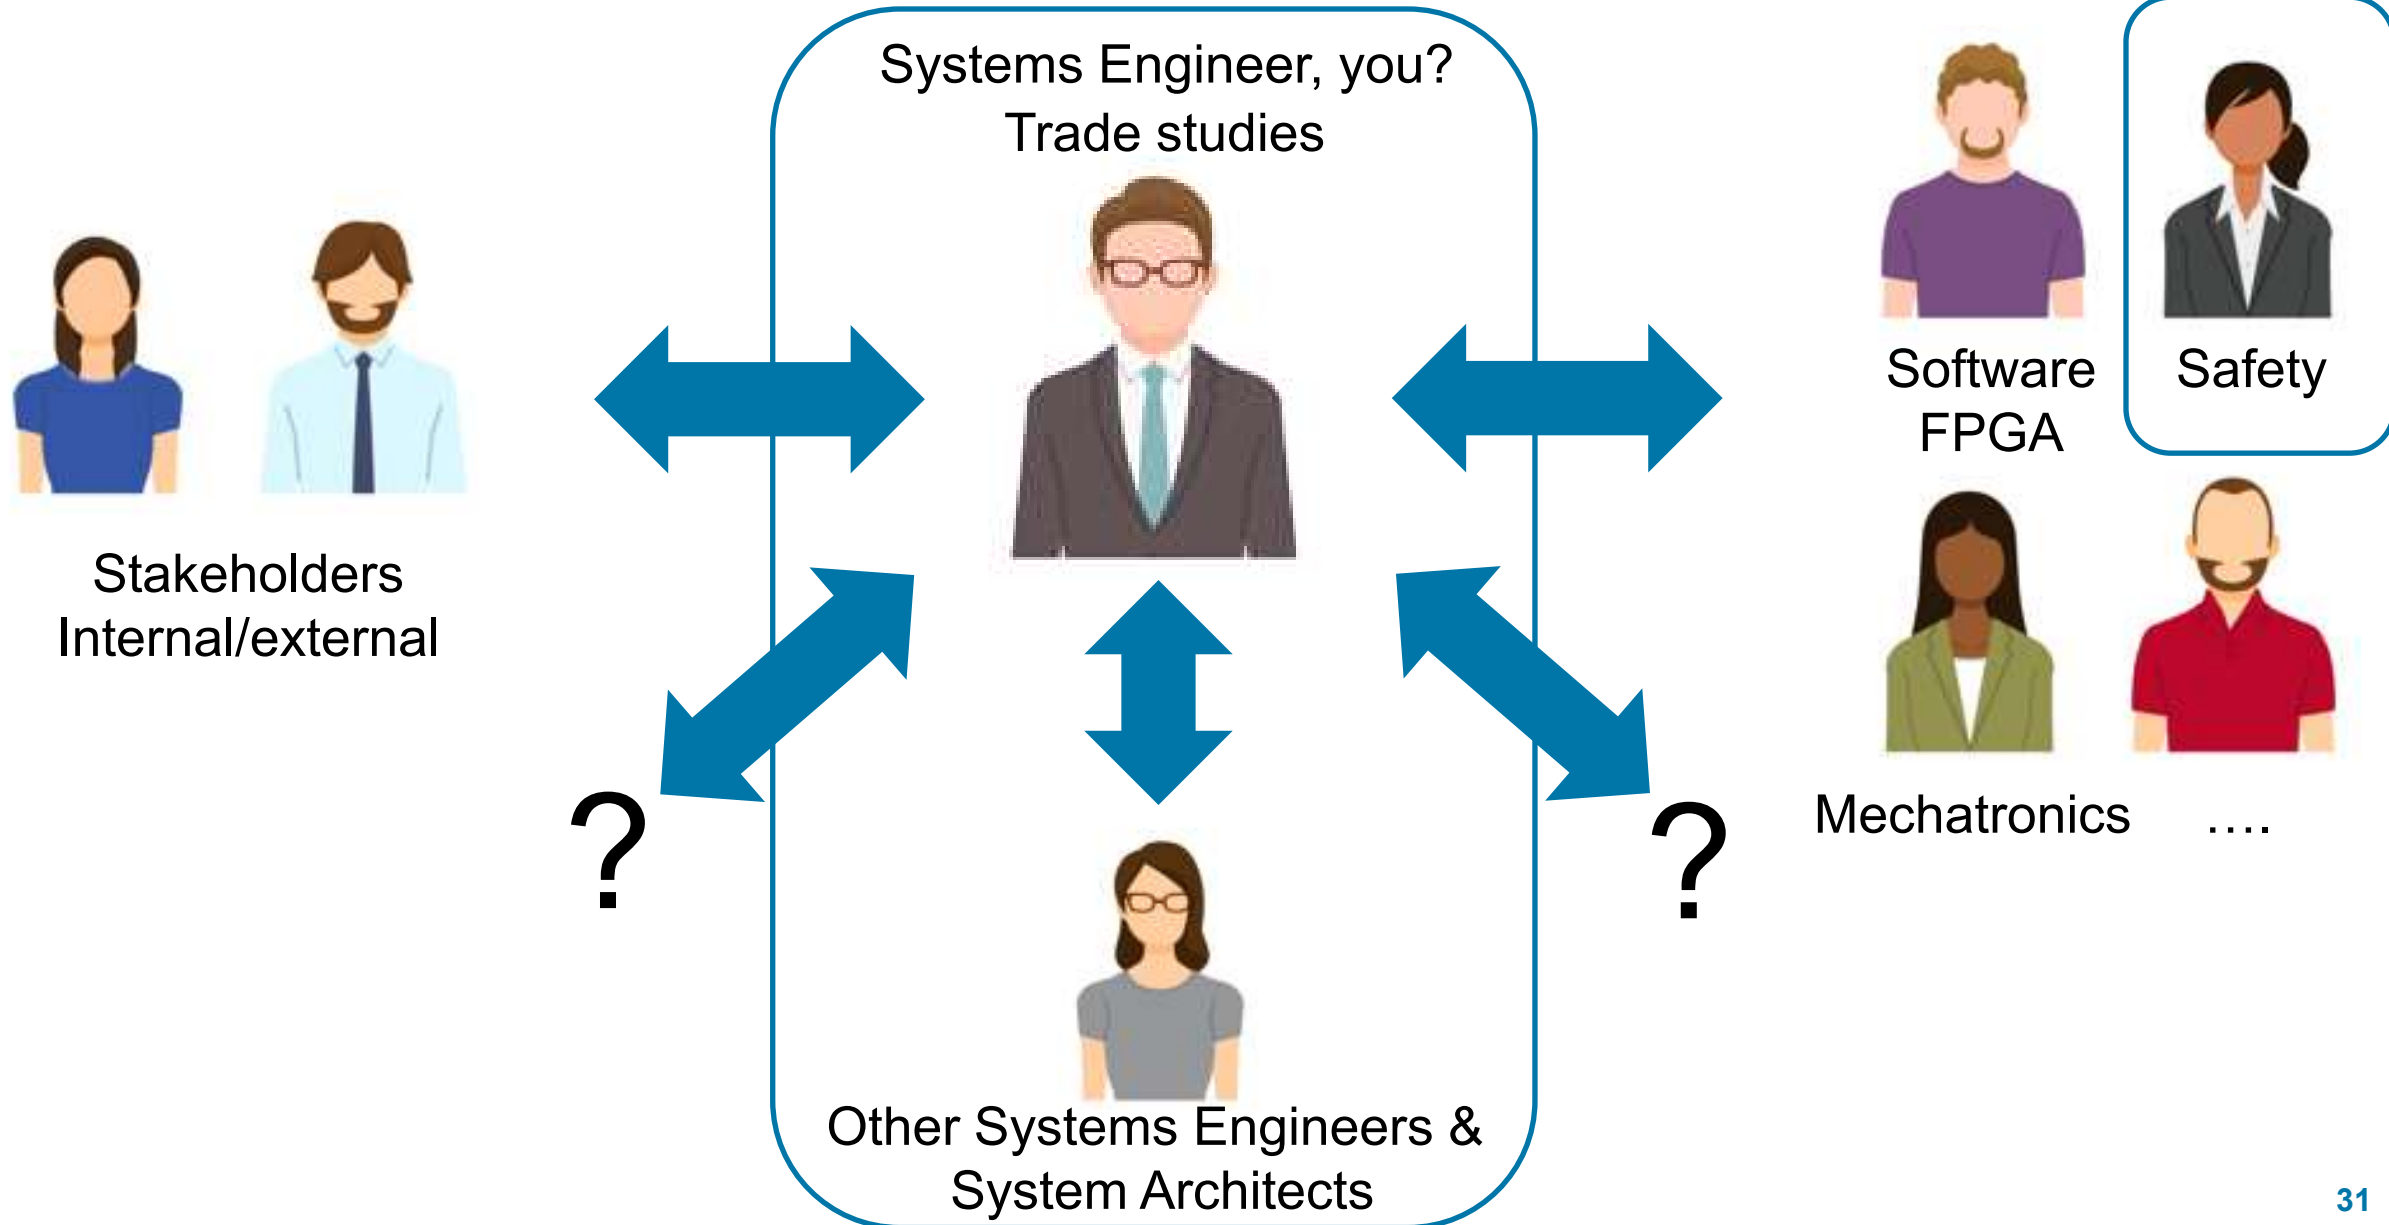 Systems Engineer, you?
Trade studies
Stakeholders
Internal/external
Software
FPGA
Safety
Mechatronics
….
?
?
Other Systems Engineers &
System Architects
31